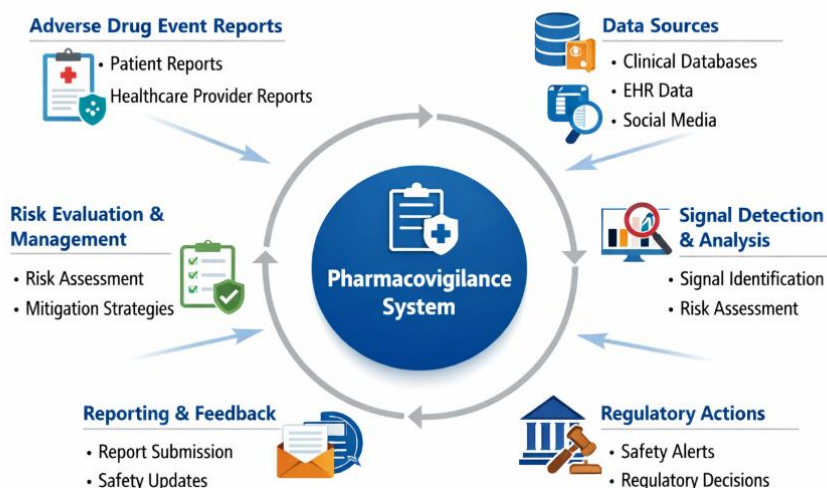 Adverse Drug Event Reports
• Patient Reports
Healthcare Provider Reports
Data Sources
• Clinical Databases
• EHR Data
• Social Media
Risk Evaluation &
Management
• Risk Assessment
• Mitigation Strategies
Pharmacovigilance
System
Signal Detection
& Analysis
• Signal Identification
• Risk Assessment
Reporting & Feedback
• Report Submission
• Safety Updates
Regulatory Actions
• Safety Alerts
• Regulatory Decisions